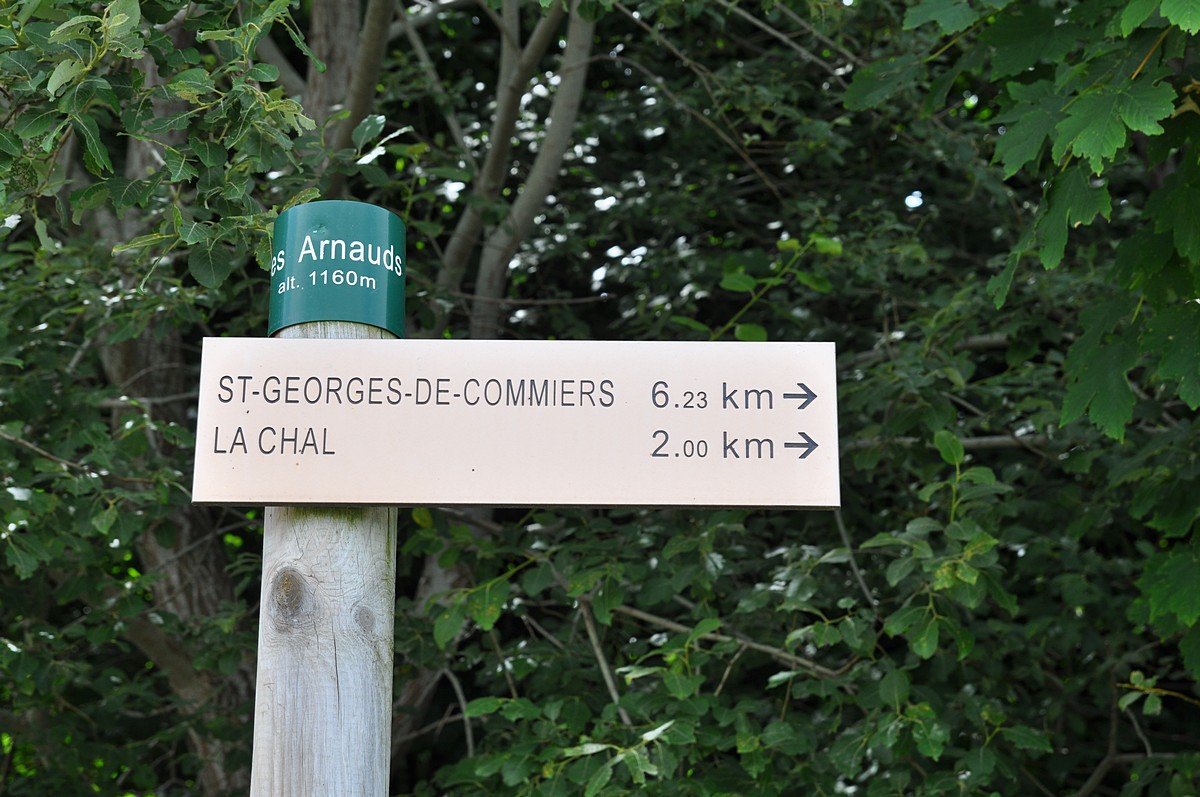 es Arnauds
alt. 1160m
ST-GEORGES-DE-COMMIERS 6.23 km →
LA CHAL 2.00 km →